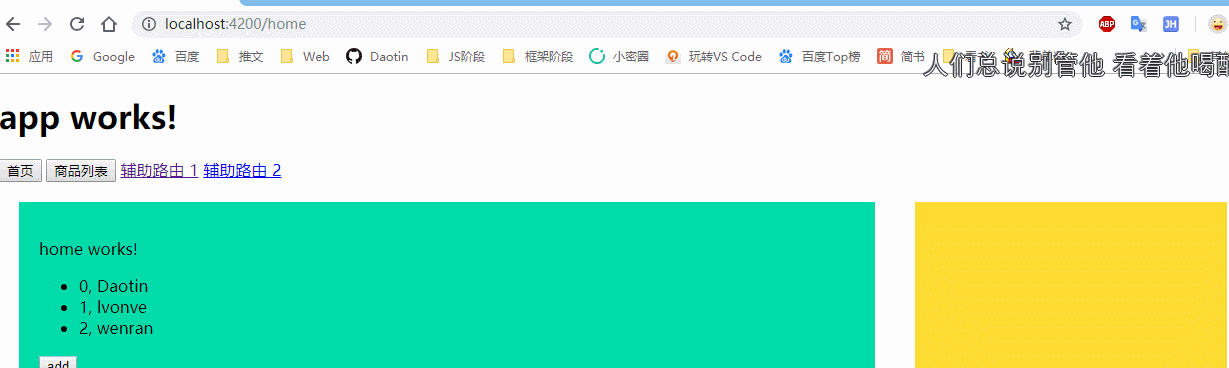 localhost:4200/home
ABP
JH
应用 Google 百度 推文 Web Daotin JS阶段 框架阶段 小密圈 玩转VS Code 百度Top榜 简 简书
人们总说别管他 看着他喝醉
app works!
首页 商品列表 辅助路由 1 辅助路由 2
home works!
0, Daotin
1, lvonve
2, wenran
add